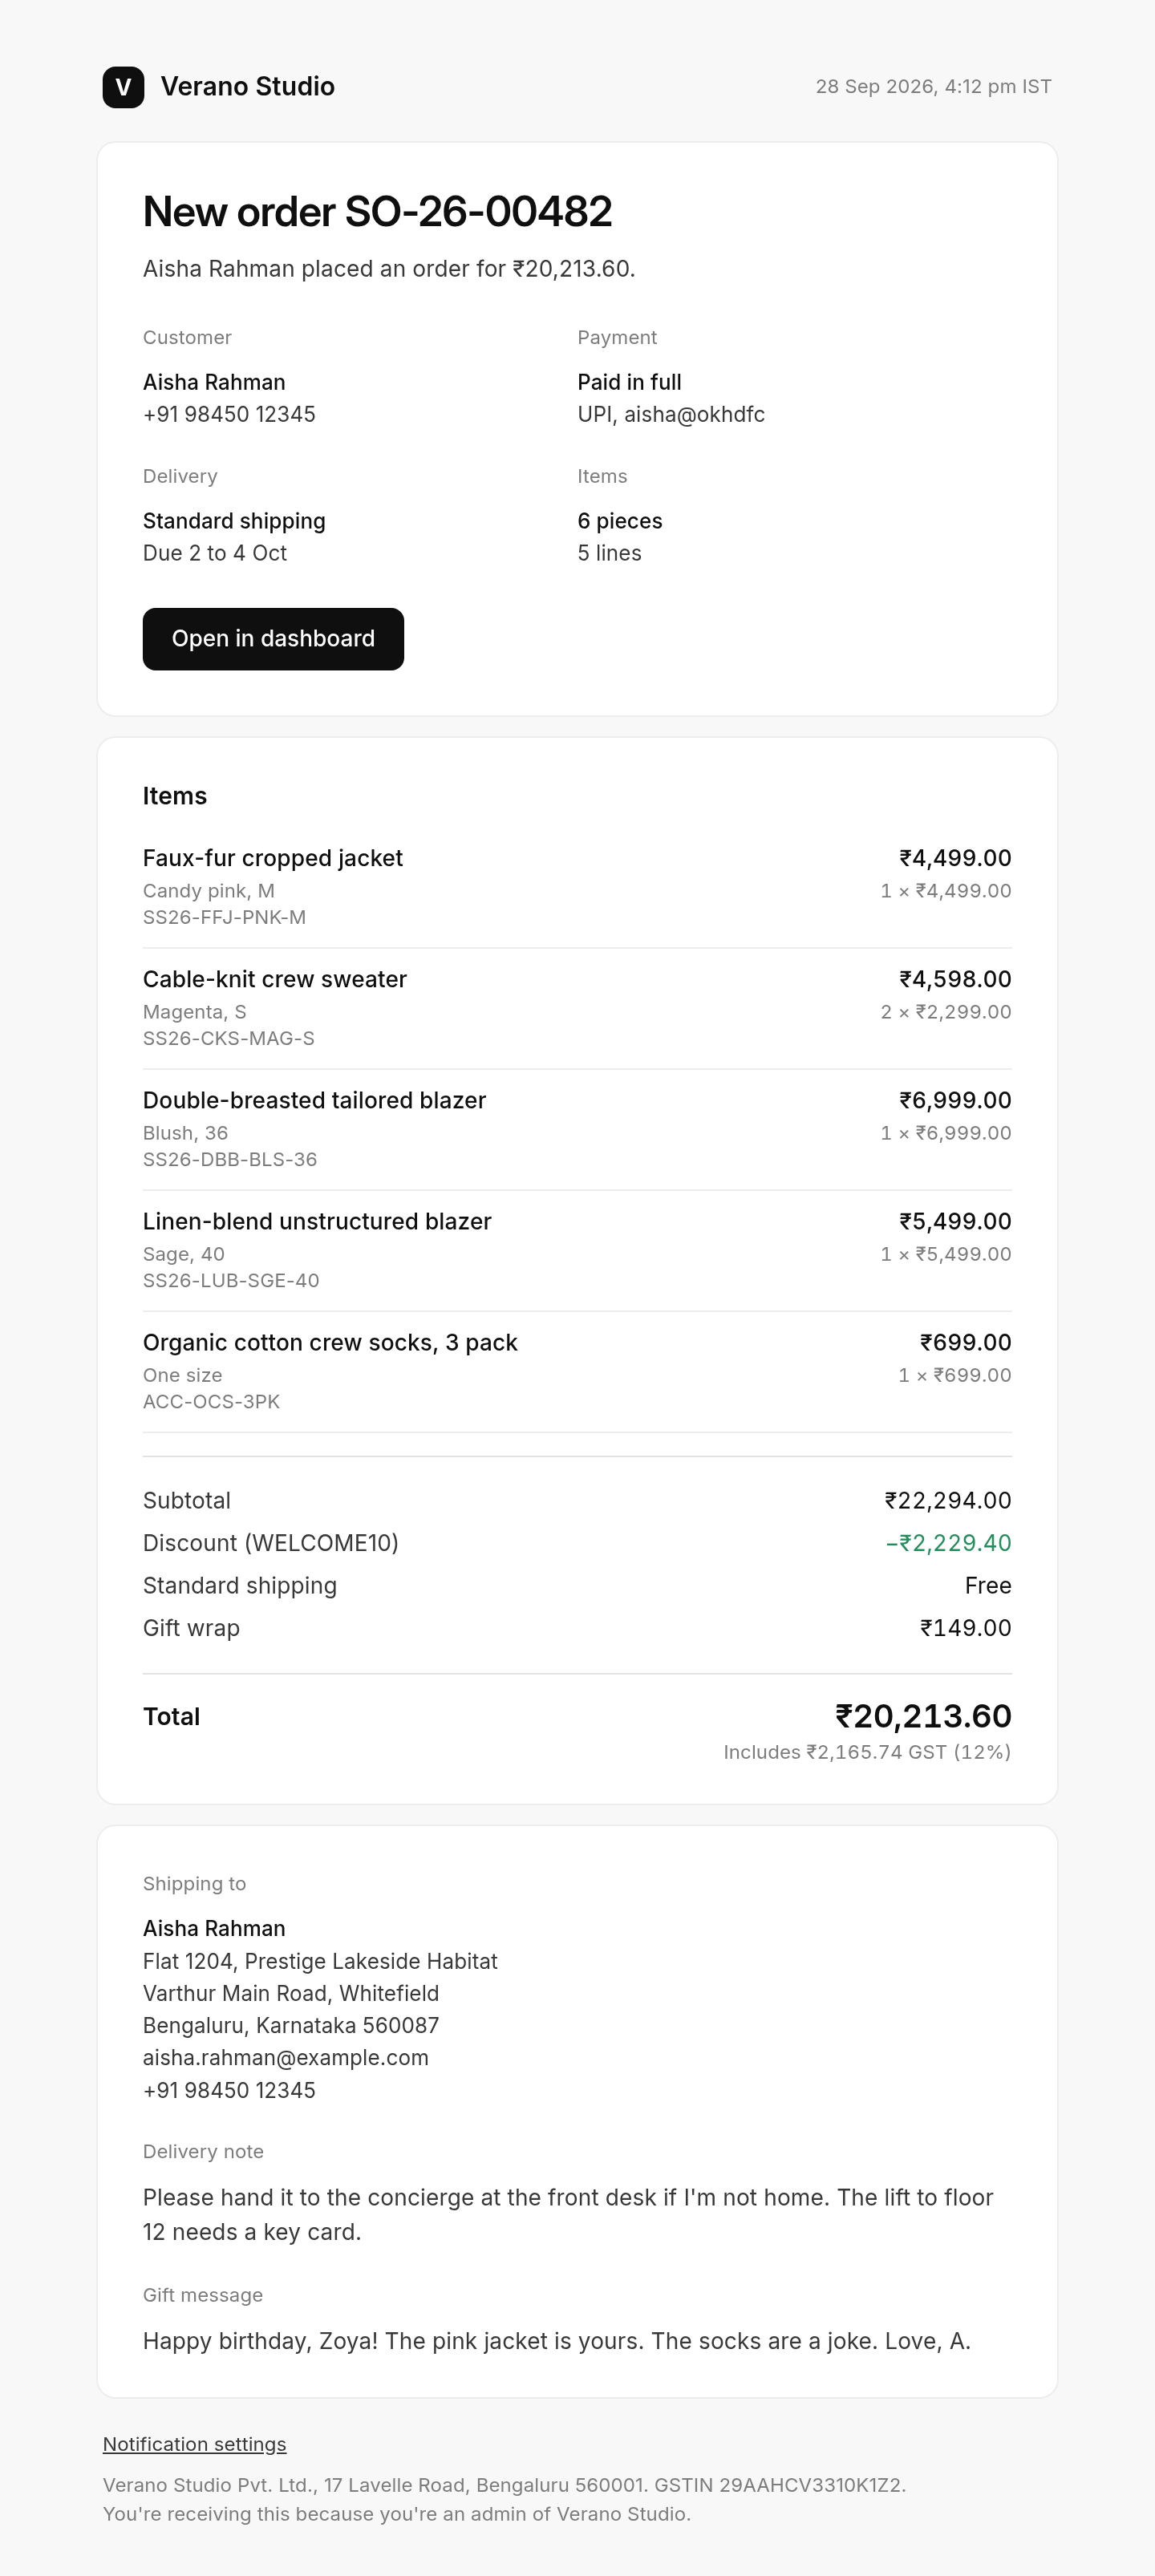 V Verano Studio 28 Sep 2026, 4:12 pm IST
New order SO-26-00482
Aisha Rahman placed an order for ₹20,213.60.
Customer Payment
Aisha Rahman Paid in full
+91 98450 12345 UPI, aisha@okhdfc
Delivery Items
Standard shipping 6 pieces
Due 2 to 4 Oct 5 lines
Open in dashboard
Items
Faux-fur cropped jacket ₹4,499.00
Candy pink, M 1 × ₹4,499.00
SS26-FFJ-PNK-M
Cable-knit crew sweater ₹4,598.00
Magenta, S 2 × ₹2,299.00
SS26-CKS-MAG-S
Double-breasted tailored blazer ₹6,999.00
Blush, 36 1 × ₹6,999.00
SS26-DBB-BLS-36
Linen-blend unstructured blazer ₹5,499.00
Sage, 40 1 × ₹5,499.00
SS26-LUB-SGE-40
Organic cotton crew socks, 3 pack ₹699.00
One size 1 × ₹699.00
ACC-OCS-3PK
Subtotal ₹22,294.00
Discount (WELCOME10) −₹2,229.40
Standard shipping Free
Gift wrap ₹149.00
Total ₹20,213.60
Includes ₹2,165.74 GST (12%)
Shipping to
Aisha Rahman
Flat 1204, Prestige Lakeside Habitat
Varthur Main Road, Whitefield
Bengaluru, Karnataka 560087
aisha.rahman@example.com
+91 98450 12345
Delivery note
Please hand it to the concierge at the front desk if I'm not home. The lift to floor
12 needs a key card.
Gift message
Happy birthday, Zoya! The pink jacket is yours. The socks are a joke. Love, A.
Notification settings
Verano Studio Pvt. Ltd., 17 Lavelle Road, Bengaluru 560001. GSTIN 29AAHCV3310K1Z2.
You're receiving this because you're an admin of Verano Studio.